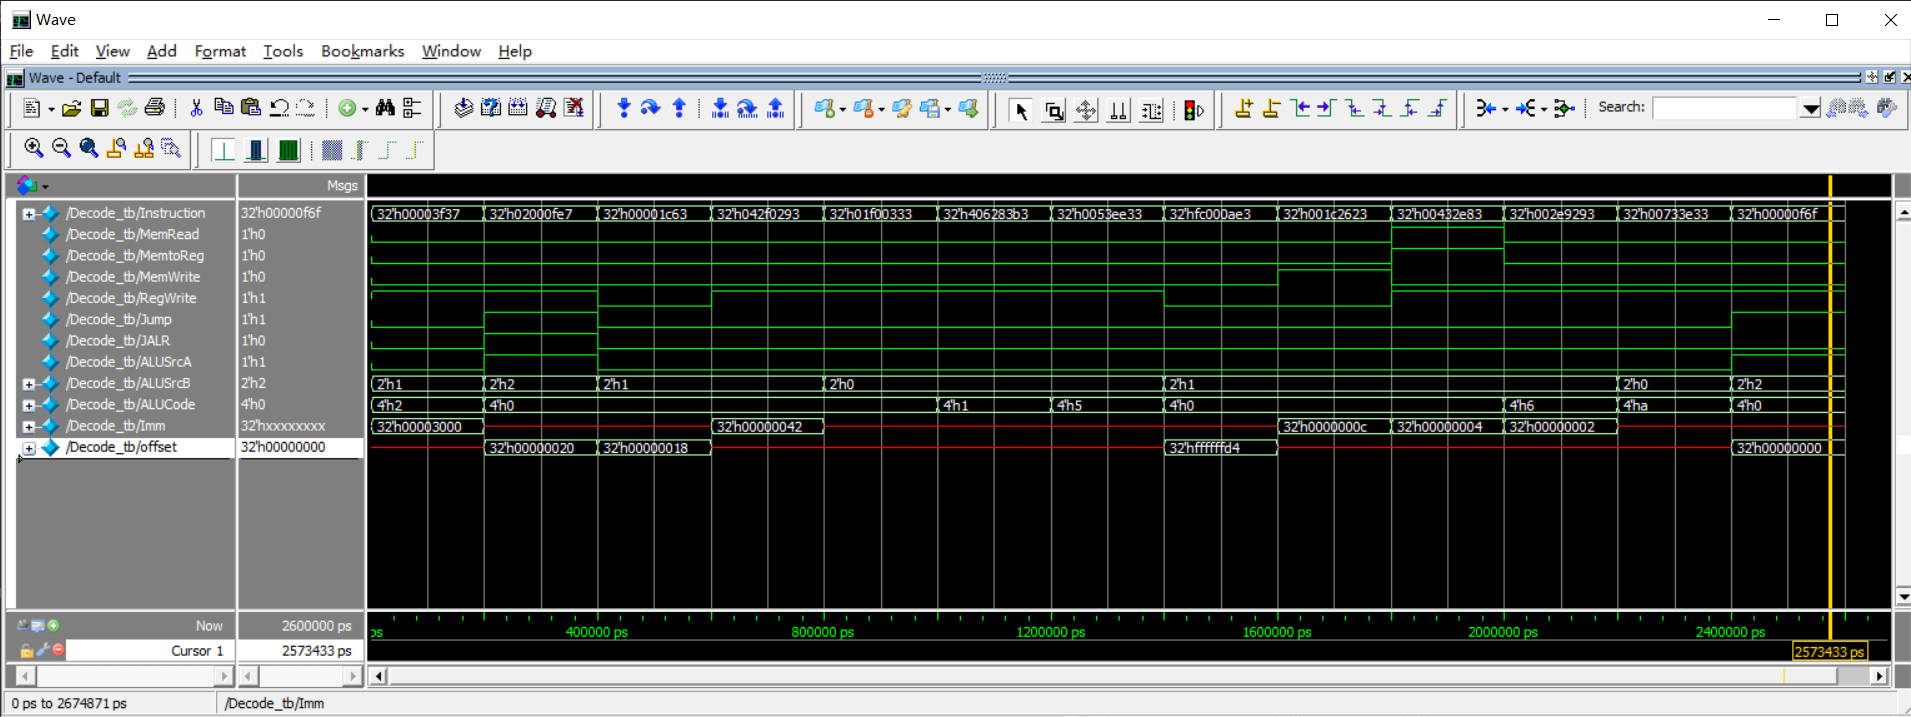 Wave
File Edit View Add Format Tools Bookmarks Window Help
Wave - Default
Search:
Msgs
/Decode_tb/Instruction 32'h00000f6f 32'h00003f37 32'h02000fe7 32'h00001c63 32'h042f0293 32'h01f00333 32'h406283b3 32'h0053ee33 32'hfc000ae3 32'h001c2623 32'h00432e83 32'h002e9293 32'h00733e33 32'h00000f6f
/Decode_tb/MemRead 1'h0
/Decode_tb/MemtoReg 1'h0
/Decode_tb/MemWrite 1'h0
/Decode_tb/RegWrite 1'h1
/Decode_tb/Jump 1'h1
/Decode_tb/JALR 1'h0
/Decode_tb/ALUSrcA 1'h1
/Decode_tb/ALUSrcB 2'h2 2'h1 2'h2 2'h1 2'h0 2'h1 2'h0 2'h2
/Decode_tb/ALUCode 4'h0 4'h2 4'h0 4'h1 4'h5 4'h0 4'h6 4'ha 4'h0
/Decode_tb/Imm 32'hxxxxxxxx 32'h00003000 32'h00000042 32'h0000000c 32'h00000004 32'h00000002
/Decode_tb/offset 32'h00000000 32'h00000020 32'h00000018 32'hffffffd4 32'h00000000
Now 2600000 ps ps 400000 ps 800000 ps 1200000 ps 1600000 ps 2000000 ps 2400000 ps
Cursor 1 2573433 ps 2573433 ps
0 ps to 2674871 ps /Decode_tb/Imm